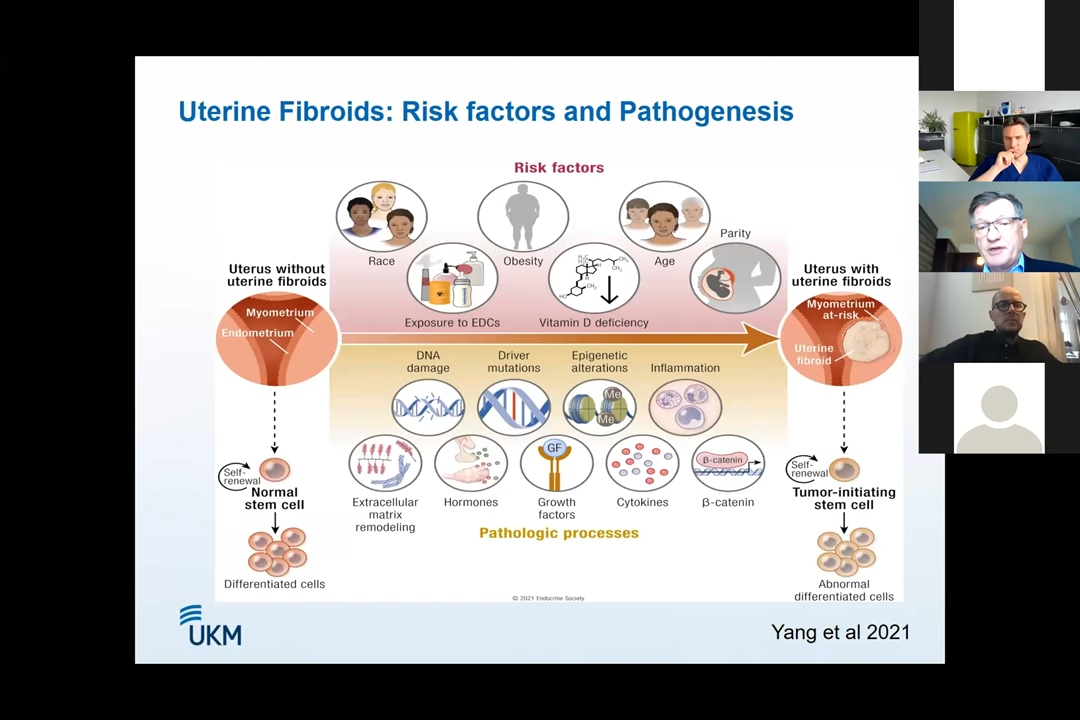 Uterine Fibroids: Risk factors and Pathogenesis
Risk factors
Race
Exposure to EDCs
Obesity
Vitamin D deficiency
Age
Parity
Uterus without
uterine fibroids
Myometrium
Endometrium
Uterus with
uterine fibroids
Myometrium
at-risk
Uterine
fibroid
DNA
damage
Driver
mutations
Epigenetic
alterations
Me
Me
Inflammation
Extracellular
matrix
remodeling
Hormones
GF
Growth
factors
Cytokines
β-catenin
β-catenin
Pathologic processes
Self-
renewal
Normal
stem cell
Differentiated cells
Self-
renewal
Tumor-initiating
stem cell
Abnormal
differentiated cells
© 2021 Endocrine Society
UKM
Yang et al 2021